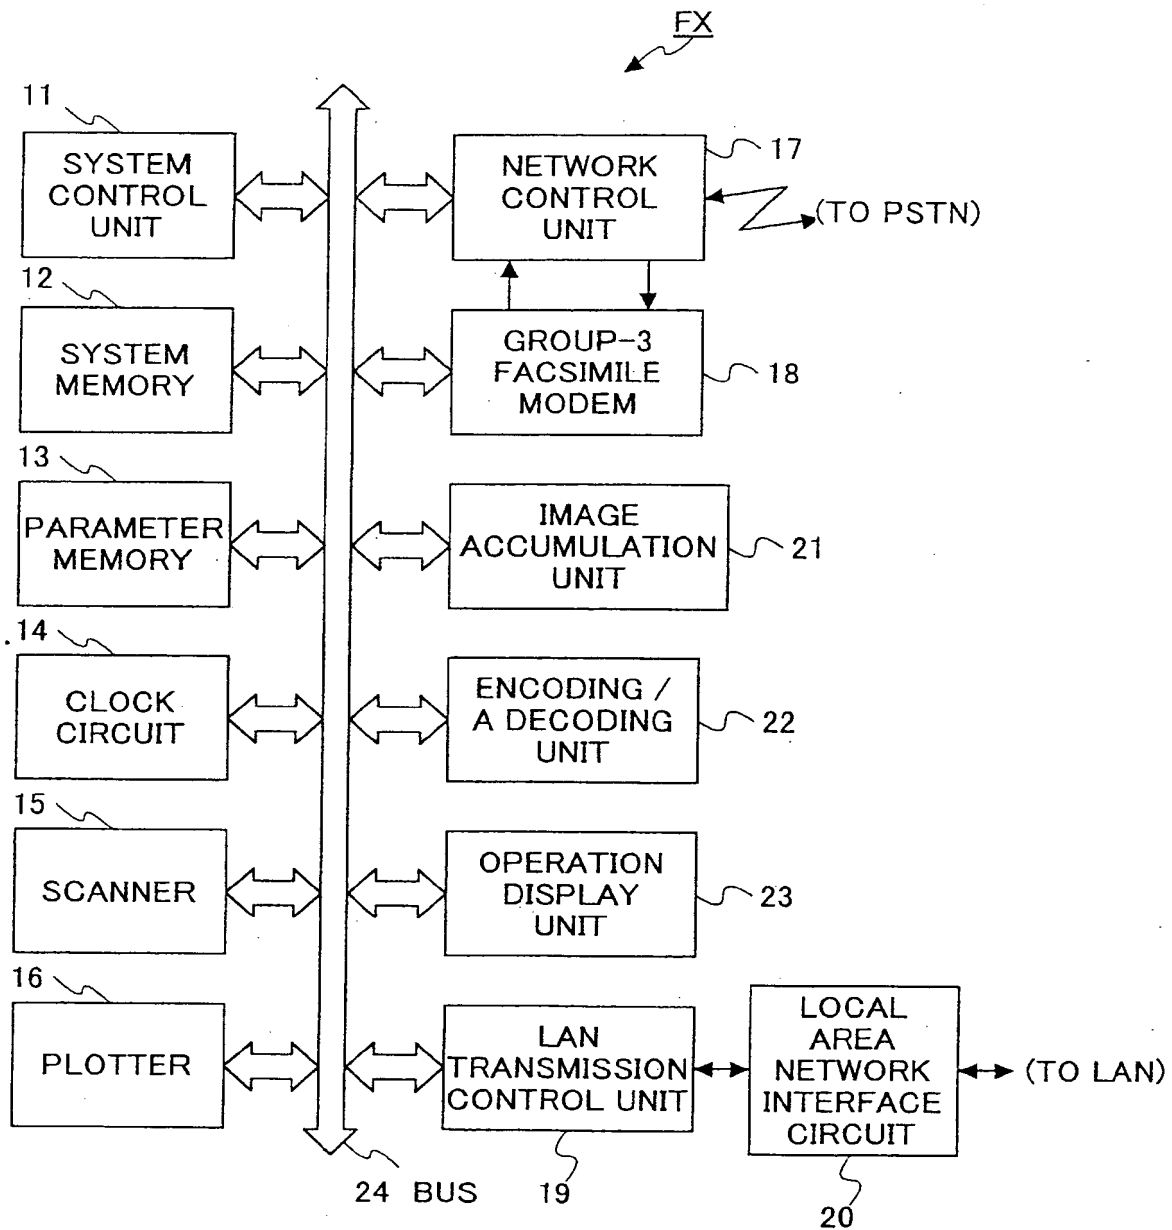 FX
11
SYSTEM
CONTROL
UNIT
17
NETWORK
CONTROL
UNIT
(TO PSTN)
12
SYSTEM
MEMORY
GROUP-3
FACSIMILE
MODEM
18
13
PARAMETER
MEMORY
IMAGE
ACCUMULATION
UNIT
21
14
CLOCK
CIRCUIT
ENCODING /
A DECODING
UNIT
22
15
SCANNER
OPERATION
DISPLAY
UNIT
23
16
PLOTTER
LAN
TRANSMISSION
CONTROL UNIT
LOCAL
AREA
NETWORK
INTERFACE
CIRCUIT
(TO LAN)
24 BUS
19
20